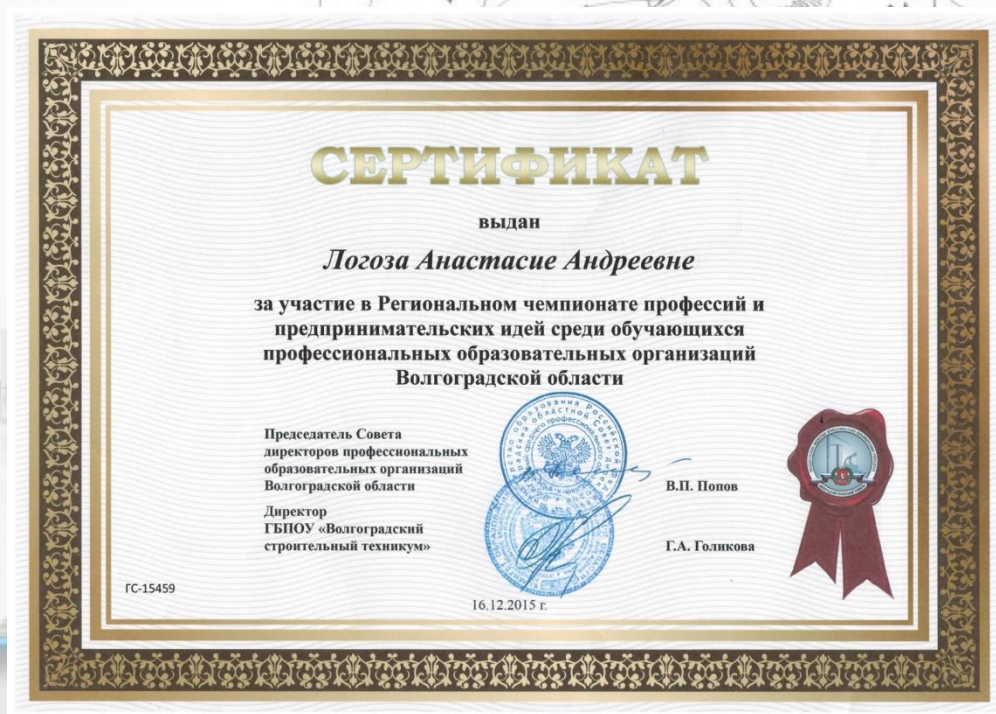 СЕРТИФИКАТ
выдан
Логоза Анастасие Андреевне
за участие в Региональном чемпионате профессий и
предпринимательских идей среди обучающихся
профессиональных образовательных организаций
Волгоградской области
Председатель Совета
директоров профессиональных
образовательных организаций
Волгоградской области
В.П. Попов
Директор
ГБПОУ «Волгоградский
строительный техникум»
Г.А. Голикова
ГС-15459
16.12.2015 г.